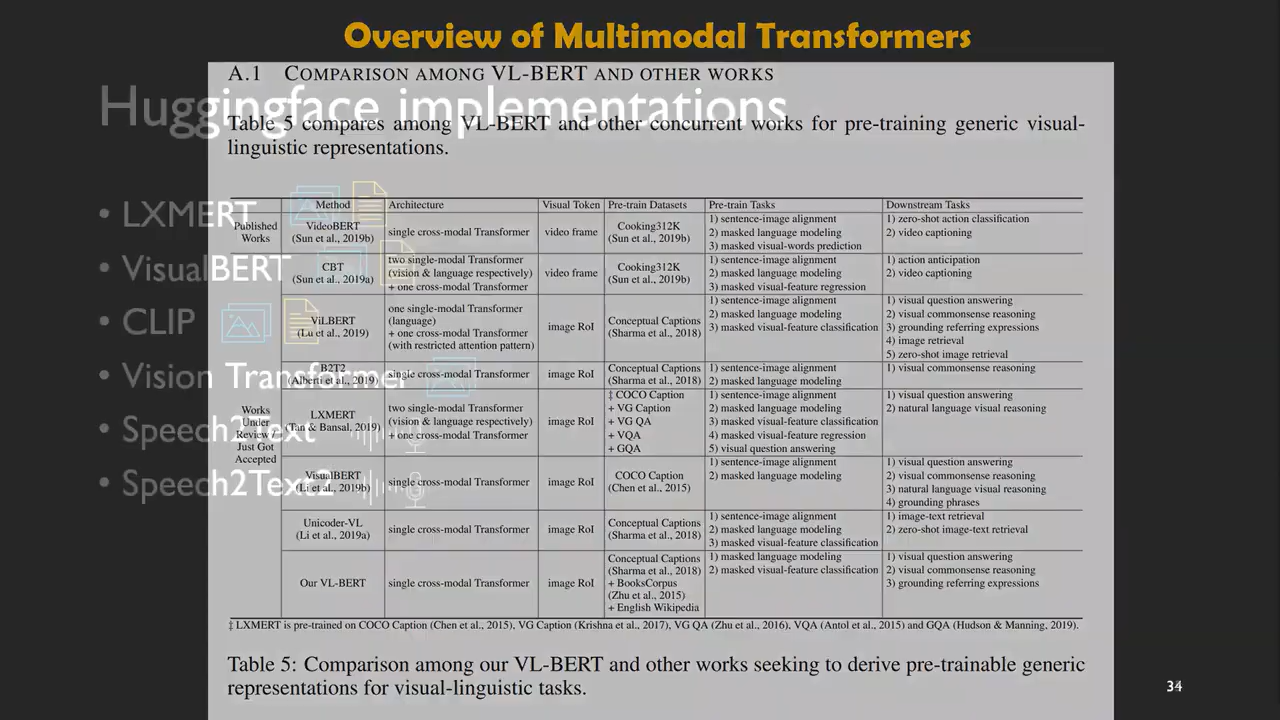 Overview of Multimodal Transformers
A.1 COMPARISON AMONG VL-BERT AND OTHER WORKS
Huggingface implementations
Table 5 compares among VL-BERT and other concurrent works for pre-training generic visual-
linguistic representations.
• LXMERT
• VisualBERT
• CLIP
• Vision Transformer
• Speech2Text
• Speech2Text2
Method Architecture Visual Token Pre-train Datasets Pre-train Tasks Downstream Tasks
Published
Works
VideoBERT
(Sun et al., 2019b)
single cross-modal Transformer
video frame
Cooking312K
(Sun et al., 2019b)
1) sentence-image alignment
2) masked language modeling
3) masked visual-words prediction
1) zero-shot action classification
2) video captioning
CBT
(Sun et al., 2019a)
two single-modal Transformer
(vision & language respectively)
+ one cross-modal Transformer
video frame
Cooking312K
(Sun et al., 2019b)
1) sentence-image alignment
2) masked language modeling
3) masked visual-feature regression
1) action anticipation
2) video captioning
Works
Under
Review /
Just Got
Accepted
ViLBERT
(Lu et al., 2019)
one single-modal Transformer
(language)
+ one cross-modal Transformer
(with restricted attention pattern)
image RoI
Conceptual Captions
(Sharma et al., 2018)
1) sentence-image alignment
2) masked language modeling
3) masked visual-feature classification
1) visual question answering
2) visual commonsense reasoning
3) grounding referring expressions
4) image retrieval
5) zero-shot image retrieval
B2T2
(Alberti et al., 2019)
single cross-modal Transformer
image RoI
Conceptual Captions
(Sharma et al., 2018)
1) sentence-image alignment
2) masked language modeling
1) visual commonsense reasoning
LXMERT
(Tan & Bansal, 2019)
two single-modal Transformer
(vision & language respectively)
+ one cross-modal Transformer
image RoI
‡ COCO Caption
+ VG Caption
+ VG QA
+ VQA
+ GQA
1) sentence-image alignment
2) masked language modeling
3) masked visual-feature classification
4) masked visual-feature regression
5) visual question answering
1) visual question answering
2) natural language visual reasoning
VisualBERT
(Li et al., 2019b)
single cross-modal Transformer
image RoI
COCO Caption
(Chen et al., 2015)
1) sentence-image alignment
2) masked language modeling
1) visual question answering
2) visual commonsense reasoning
3) natural language visual reasoning
4) grounding phrases
Unicoder-VL
(Li et al., 2019a)
single cross-modal Transformer
image RoI
Conceptual Captions
(Sharma et al., 2018)
1) sentence-image alignment
2) masked language modeling
3) masked visual-feature classification
1) image-text retrieval
2) zero-shot image-text retrieval
Our VL-BERT
single cross-modal Transformer
image RoI
Conceptual Captions
(Sharma et al., 2018)
+ BooksCorpus
(Zhu et al., 2015)
+ English Wikipedia
1) masked language modeling
2) masked visual-feature classification
1) visual question answering
2) visual commonsense reasoning
3) grounding referring expressions
‡ LXMERT is pre-trained on COCO Caption (Chen et al., 2015), VG Caption (Krishna et al., 2017), VG QA (Zhu et al., 2016), VQA (Antol et al., 2015) and GQA (Hudson & Manning, 2019).
Table 5: Comparison among our VL-BERT and other works seeking to derive pre-trainable generic
representations for visual-linguistic tasks.